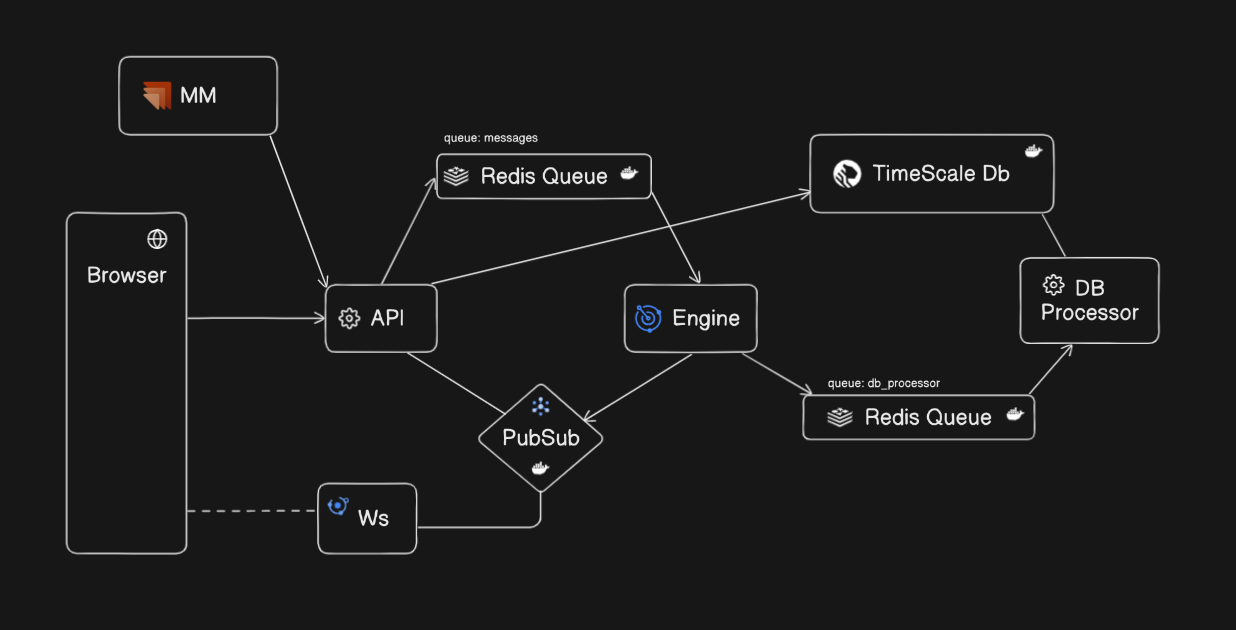 MM
queue: messages
Redis Queue
TimeScale Db
Browser
API
Engine
DB
Processor
queue: db_processor
Redis Queue
PubSub
Ws